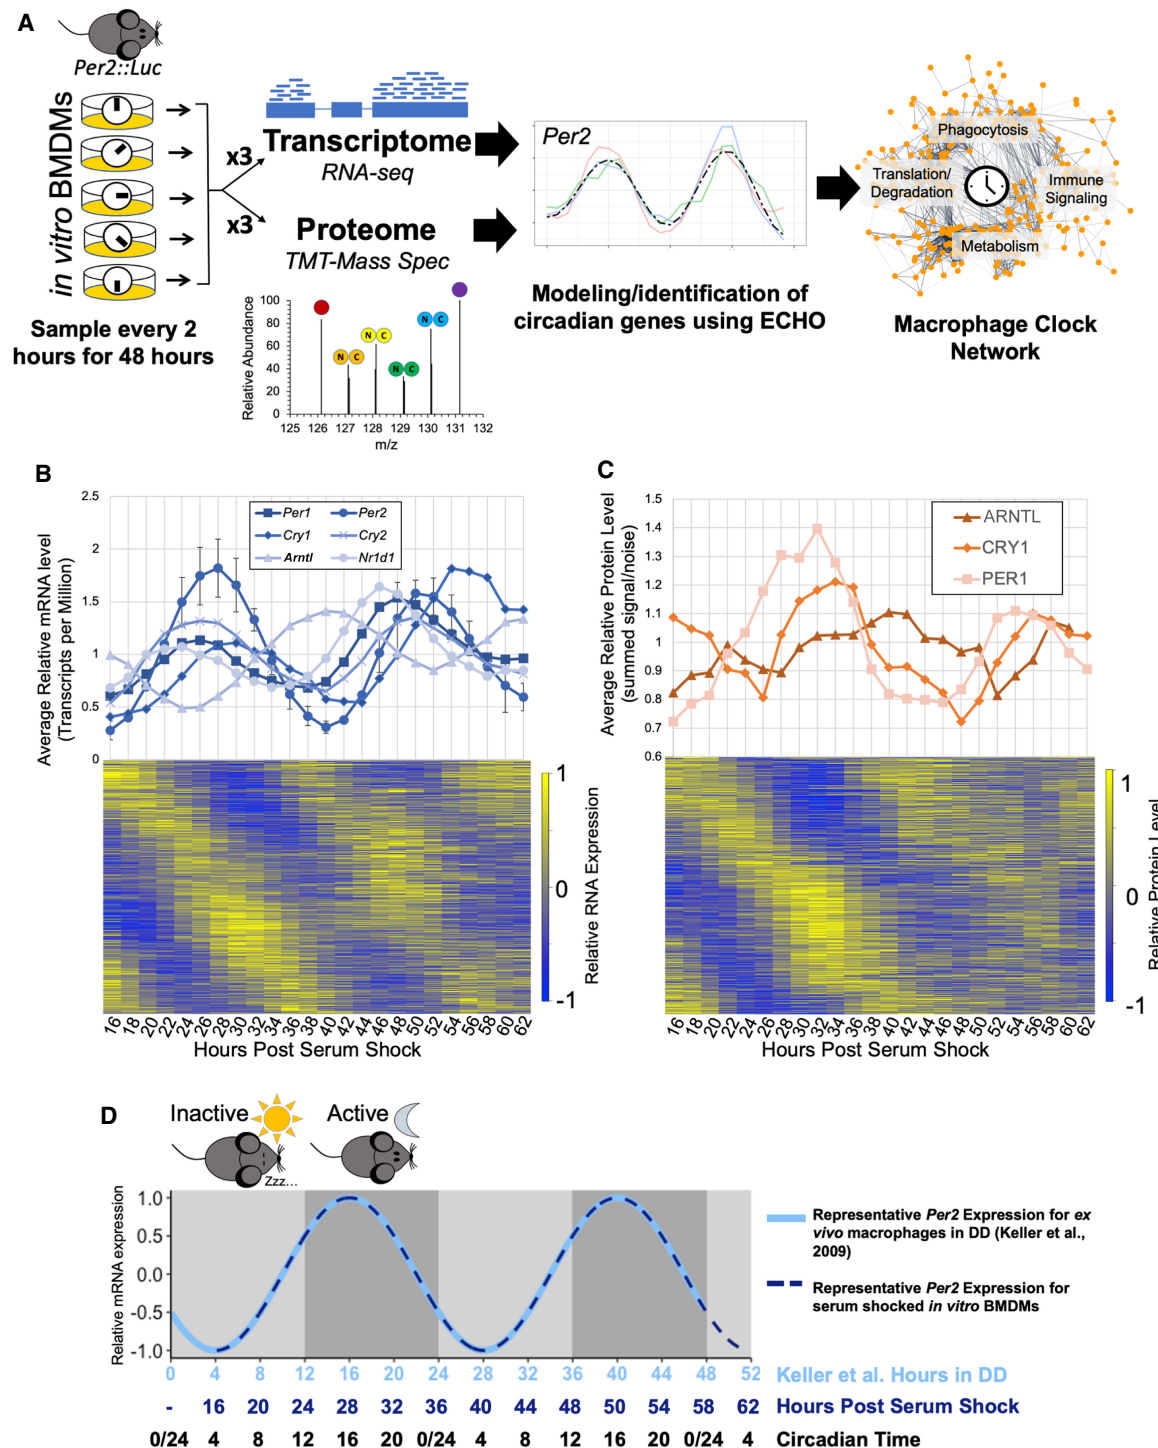 A
Per2::Luc
in vitro BMDMs
Sample every 2
hours for 48 hours
x3
x3
Transcriptome
RNA-seq
Proteome
TMT-Mass Spec
Relative Abundance
100
80
60
40
20
0
N C
N C
N C
N C
125 126 127 128 129 130 131 132
m/z
Per2
Modeling/identification of
circadian genes using ECHO
Phagocytosis
Translation/
Degradation
Immune
Signaling
Metabolism
Macrophage Clock
Network
B
Average Relative mRNA level
(Transcripts per Million)
2.5
2
1.5
1
0.5
0
Per1 Per2
Cry1 Cry2
Arntl Nr1d1
1
0
-1
Relative RNA Expression
16 18 20 22 24 26 28 30 32 34 36 38 40 42 44 46 48 50 52 54 56 58 60 62
Hours Post Serum Shock
C
Average Relative Protein Level
(summed signal/noise)
1.5
1.4
1.3
1.2
1.1
1
0.9
0.8
0.7
0.6
ARNTL
CRY1
PER1
1
0
-1
Relative Protein Level
16 18 20 22 24 26 28 30 32 34 36 38 40 42 44 46 48 50 52 54 56 58 60 62
Hours Post Serum Shock
D
Inactive
Active
Zzz...
Relative mRNA expression
1.0
0.5
0.0
-0.5
-1.0
Representative Per2 Expression for ex
vivo macrophages in DD (Keller et al.,
2009)
Representative Per2 Expression for
serum shocked in vitro BMDMs
0 4 8 12 16 20 24 28 32 36 40 44 48 52 Keller et al. Hours in DD
- 16 20 24 28 32 36 40 44 48 50 54 58 62 Hours Post Serum Shock
0/24 4 8 12 16 20 0/24 4 8 12 16 20 0/24 4 Circadian Time